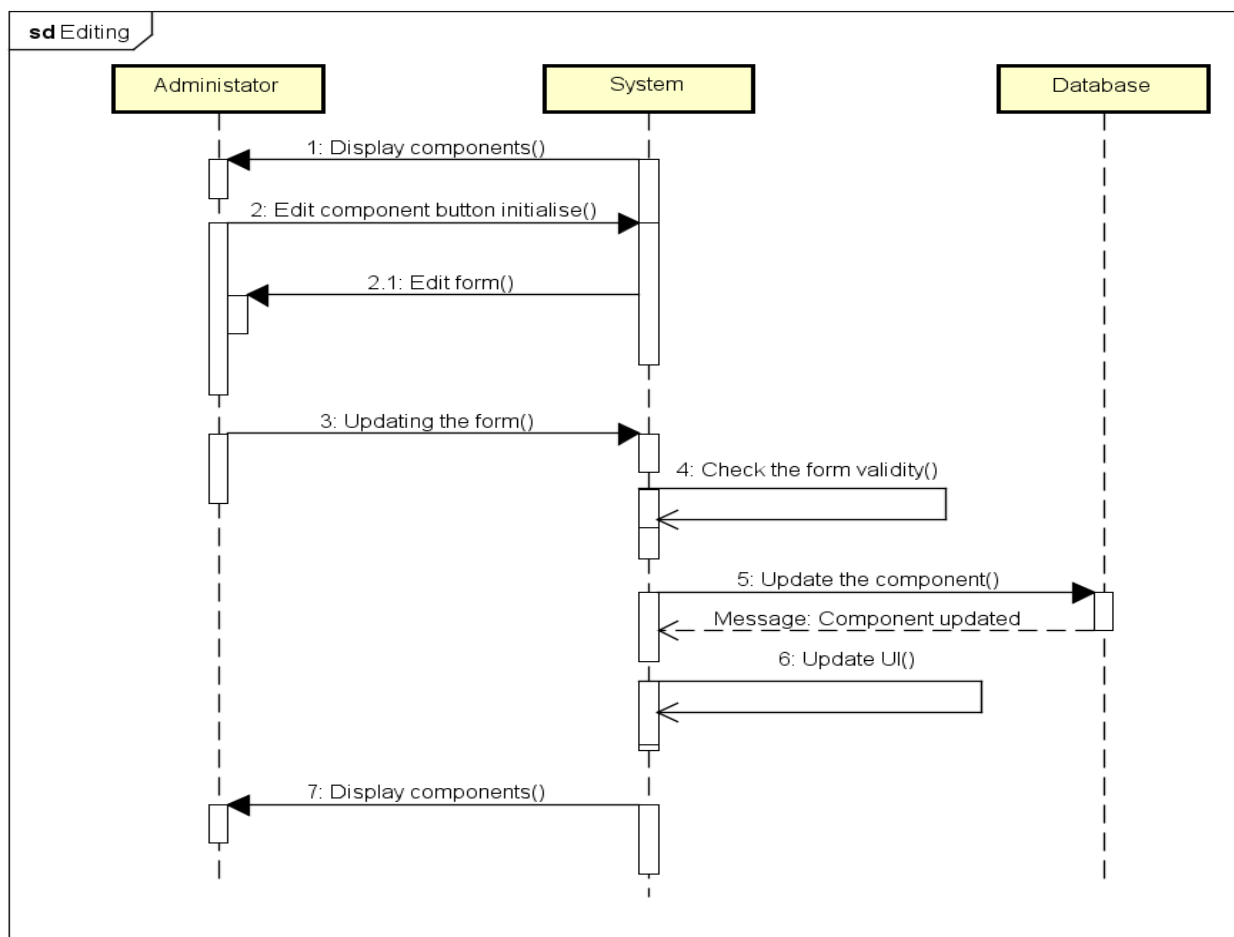 sd Editing
Administator
System
Database
1: Display components()
2: Edit component button initialise()
2.1: Edit form()
3: Updating the form()
4: Check the form validity()
5: Update the component()
Message: Component updated
6: Update UI()
7: Display components()